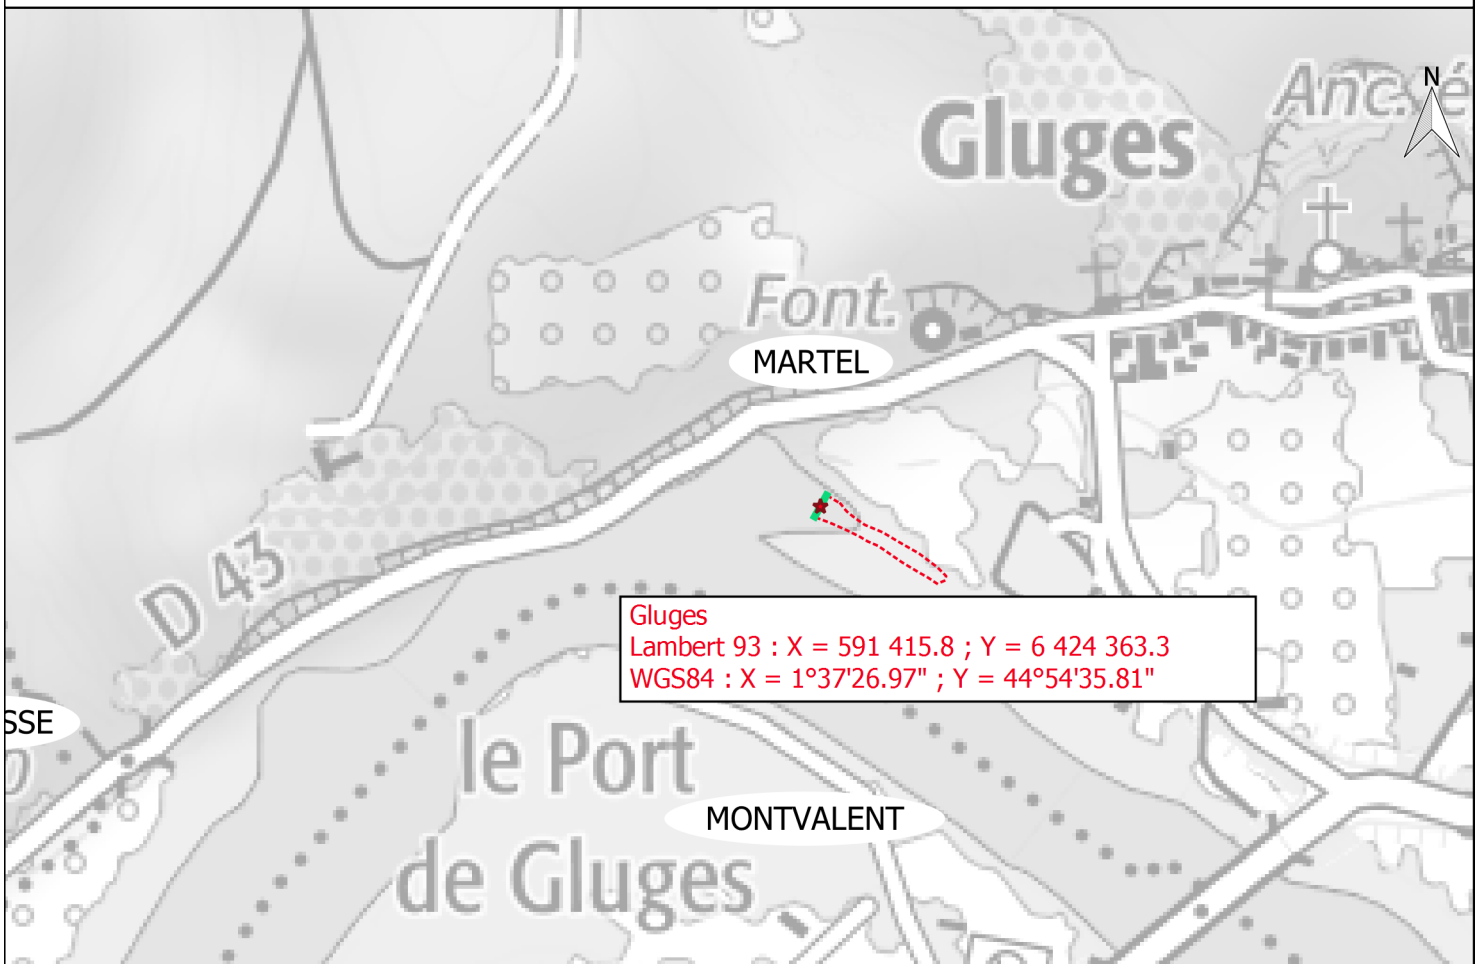 Anc.
N
Gluges
Font.
MARTEL
D 43
Gluges
Lambert 93 : X = 591 415.8 ; Y = 6 424 363.3
WGS84 : X = 1°37'26.97" ; Y = 44°54'35.81"
SSE
le Port
MONTVALENT
de Gluges